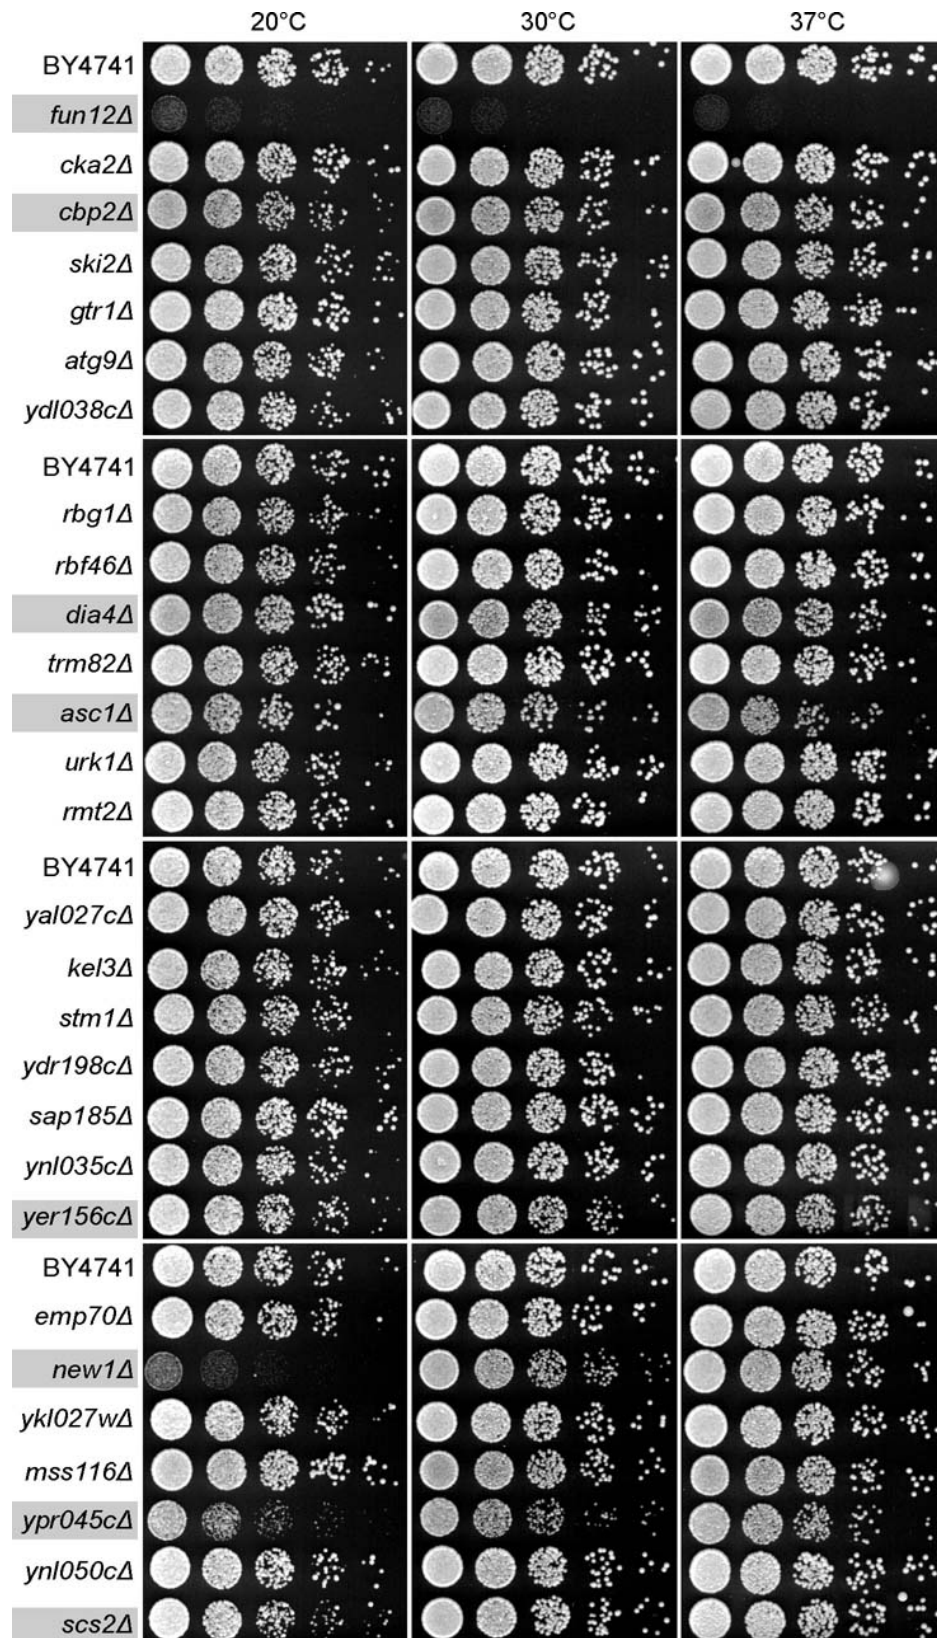 20°C 30°C 37°C
BY4741
fun12Δ
cka2Δ
cbp2Δ
ski2Δ
gtr1Δ
atg9Δ
ydl038cΔ
BY4741
rbg1Δ
rbf46Δ
dia4Δ
trm82Δ
asc1Δ
urk1Δ
rmt2Δ
BY4741
yal027cΔ
kel3Δ
stm1Δ
ydr198cΔ
sap185Δ
ynl035cΔ
yer156cΔ
BY4741
emp70Δ
new1Δ
ykl027wΔ
mss116Δ
ypr045cΔ
ynl050cΔ
scs2Δ